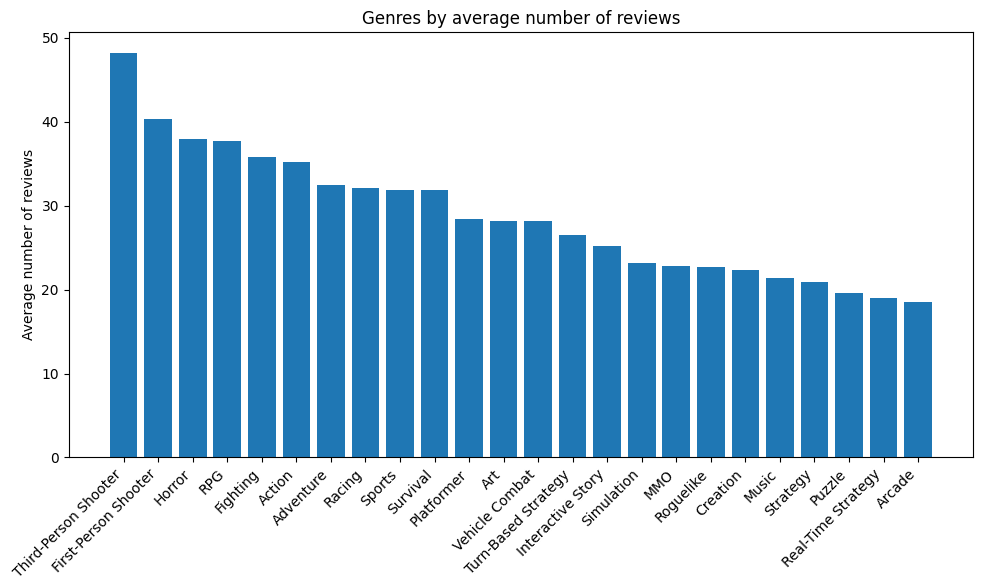 Genres by average number of reviews
Average number of reviews
50
40
30
20
10
0
Third-Person Shooter
First-Person Shooter
Horror
RPG
Fighting
Action
Adventure
Racing
Sports
Survival
Platformer
Art
Vehicle Combat
Turn-Based Strategy
Interactive Story
Simulation
MMO
Roguelike
Creation
Music
Strategy
Puzzle
Real-Time Strategy
Arcade